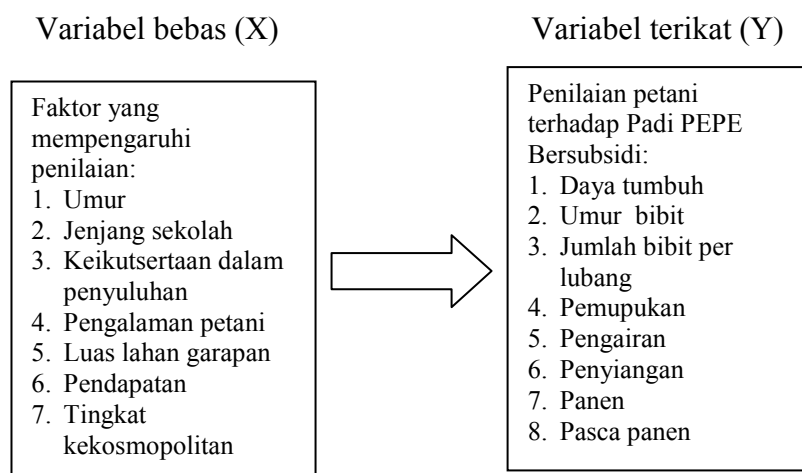 Variabel bebas (X)
Faktor yang
mempengaruhi
penilaian:
1. Umur
2. Jenjang sekolah
3. Keikutsertaan dalam
penyuluhan
4. Pengalaman petani
5. Luas lahan garapan
6. Pendapatan
7. Tingkat
kekosmopolitan
Variabel terikat (Y)
Penilaian petani
terhadap Padi PEPE
Bersubsidi:
1. Daya tumbuh
2. Umur bibit
3. Jumlah bibit per
lubang
4. Pemupukan
5. Pengairan
6. Penyiangan
7. Panen
8. Pasca panen